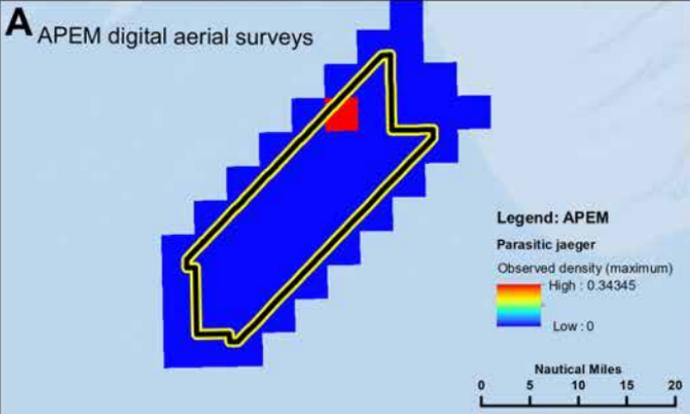 A APEM digital aerial surveys
Legend: APEM
Parasitic jaeger
Observed density (maximum)
High : 0.34345
Low : 0
Nautical Miles
0 5 10 15 20